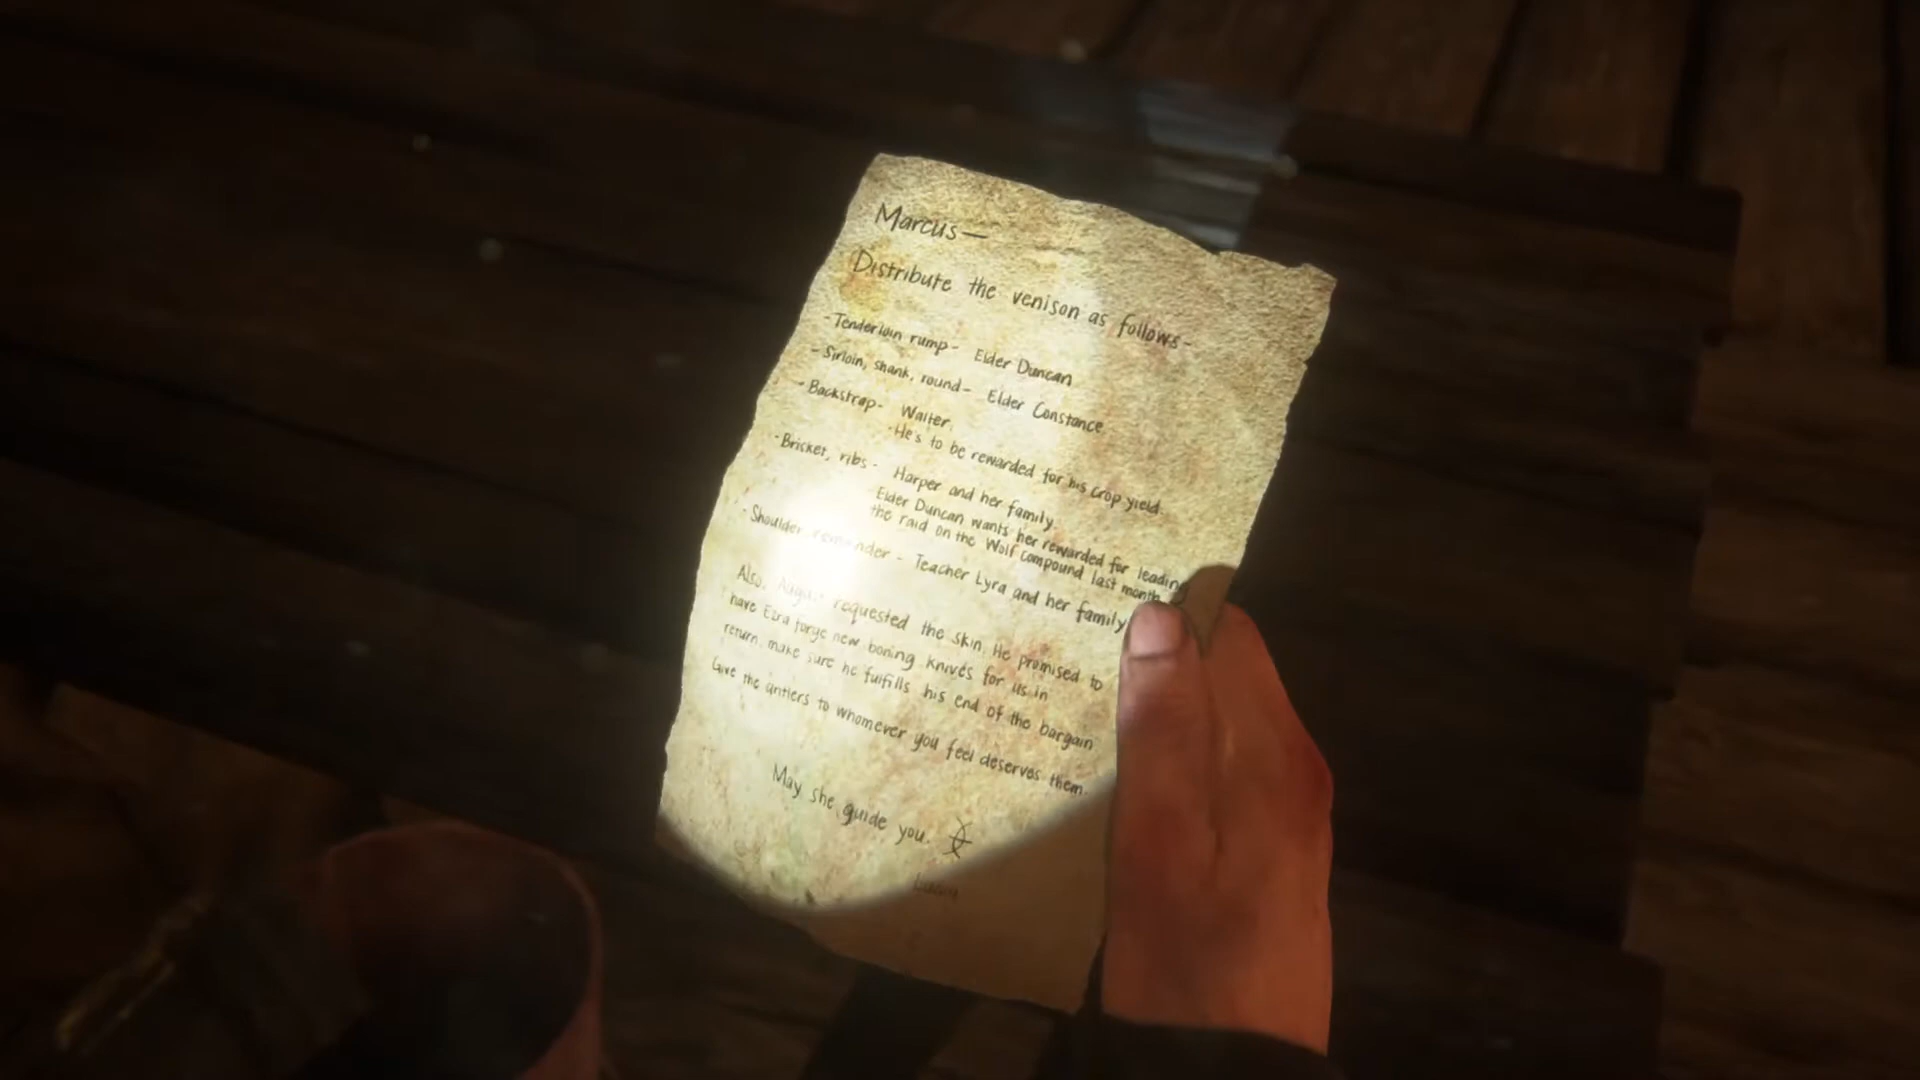 Marcus—
Distribute the venison as follows-
-Tenderloin rump- Elder Duncan
-Sirloin, shank, round- Elder Constance
-Backstrap- Walter.
-He's to be rewarded for his crop yield.
-Brisket, ribs- Harper and her family.
Elder Duncan wants her rewarded for leading
the raid on the Wolf compound last month.
-Shoulder, remainder - Teacher Lyra and her family
Also, requested the skin. He promised to
have Ezra forge new boning knives for us in
return. make sure he fulfills his end of the bargain
Give the antlers to whomever you feel deserves them.
May she guide you.